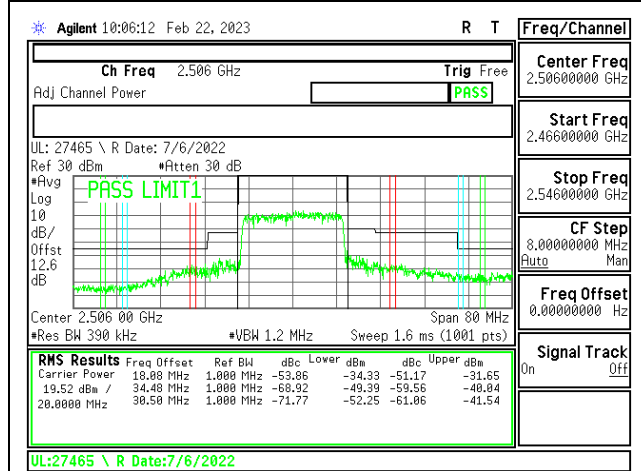 Agilent 10:06:12 Feb 22, 2023 R T
Freq/Channel
Ch Freq 2.506 GHz Trig Free
Adj Channel Power PASS
UL: 27465 \ R Date: 7/6/2022
Ref 30 dBm #Atten 30 dB
#Avg
Log
10
dB/
Offst
12.6
dB
PASS LIMIT1
Center 2.506 00 GHz Span 80 MHz
#Res BW 390 kHz #VBW 1.2 MHz Sweep 1.6 ms (1001 pts)
RMS Results Freq Offset Ref BW dBc Lower dBm dBc Upper dBm
Carrier Power 18.08 MHz 1.000 MHz -53.86 -34.33 -51.17 -31.65
19.52 dBm / 34.48 MHz 1.000 MHz -68.92 -49.39 -59.56 -40.04
20.0000 MHz 30.50 MHz 1.000 MHz -71.77 -52.25 -61.06 -41.54
UL:27465 \ R Date:7/6/2022
Center Freq
2.50600000 GHz
Start Freq
2.46600000 GHz
Stop Freq
2.54600000 GHz
CF Step
8.00000000 MHz
Auto Man
Freq Offset
0.00000000 Hz
Signal Track
On Off